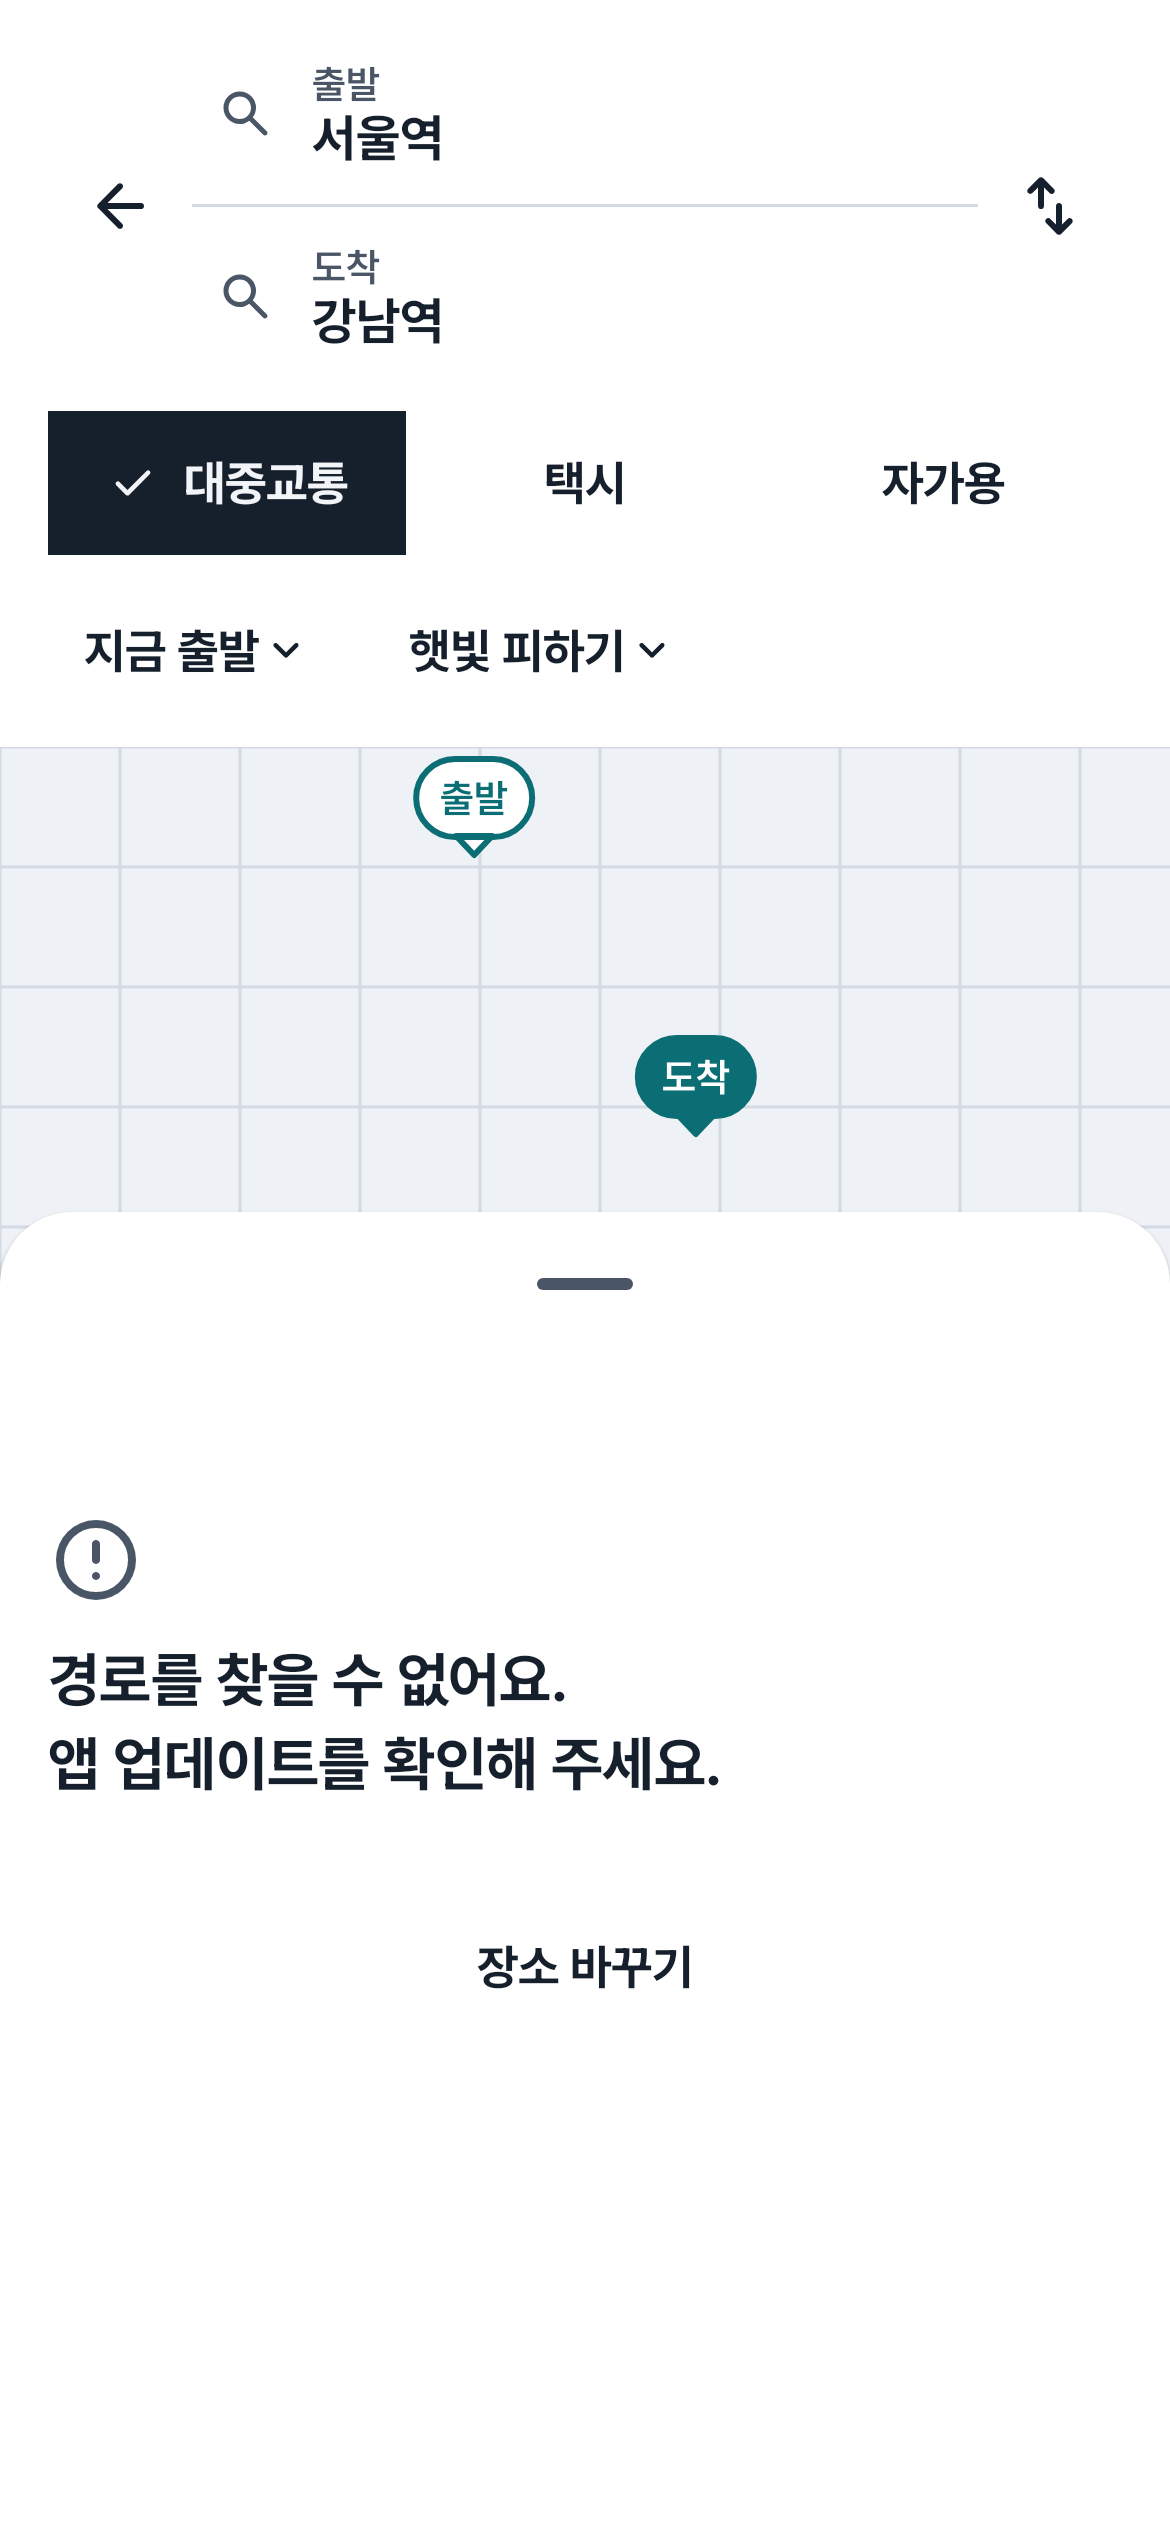 출발
서울역
도착
강남역
대중교통
택시
자가용
지금 출발
햇빛 피하기
출발
도착
경로를 찾을 수 없어요.
앱 업데이트를 확인해 주세요.
장소 바꾸기